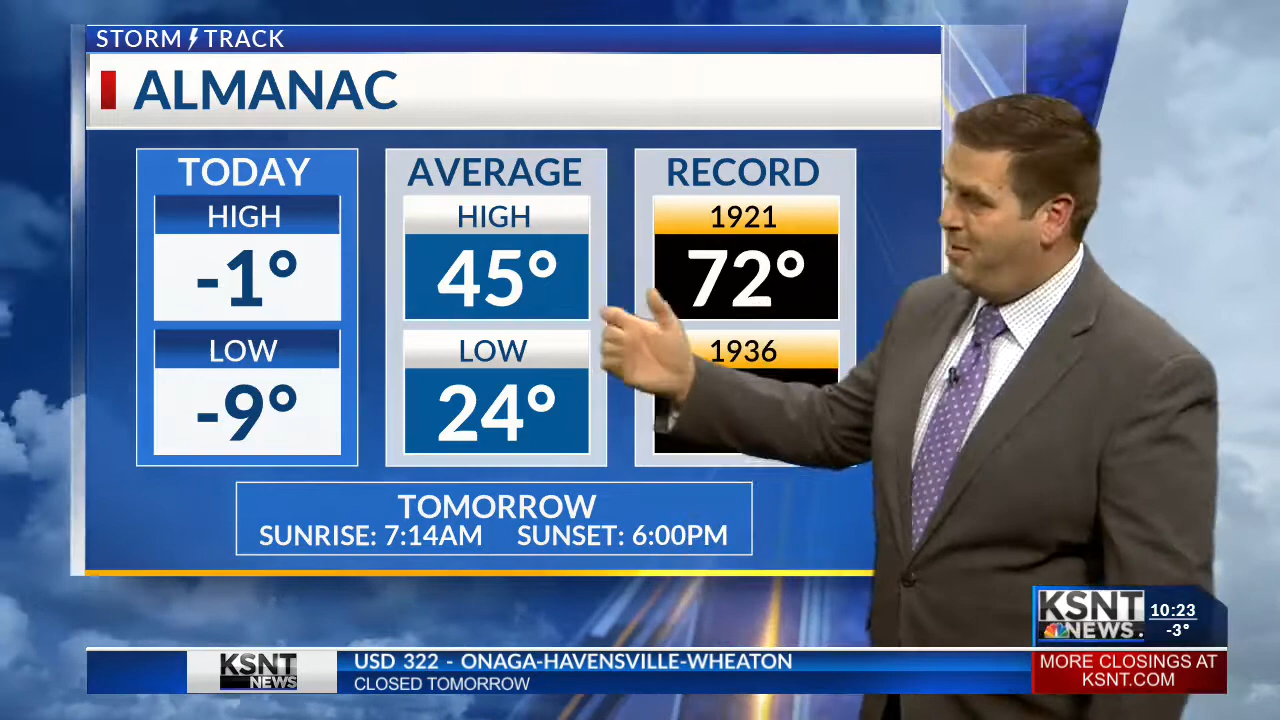 STORM TRACK
ALMANAC
TODAY
HIGH
-1°
LOW
-9°
AVERAGE
HIGH
45°
LOW
24°
RECORD
1921
72°
1936
TOMORROW
SUNRISE: 7:14AM SUNSET: 6:00PM
KSNT
NEWS
10:23
-3°
KSNT
NEWS
USD 322 - ONAGA-HAVENSVILLE-WHEATON
CLOSED TOMORROW
MORE CLOSINGS AT
KSNT.COM